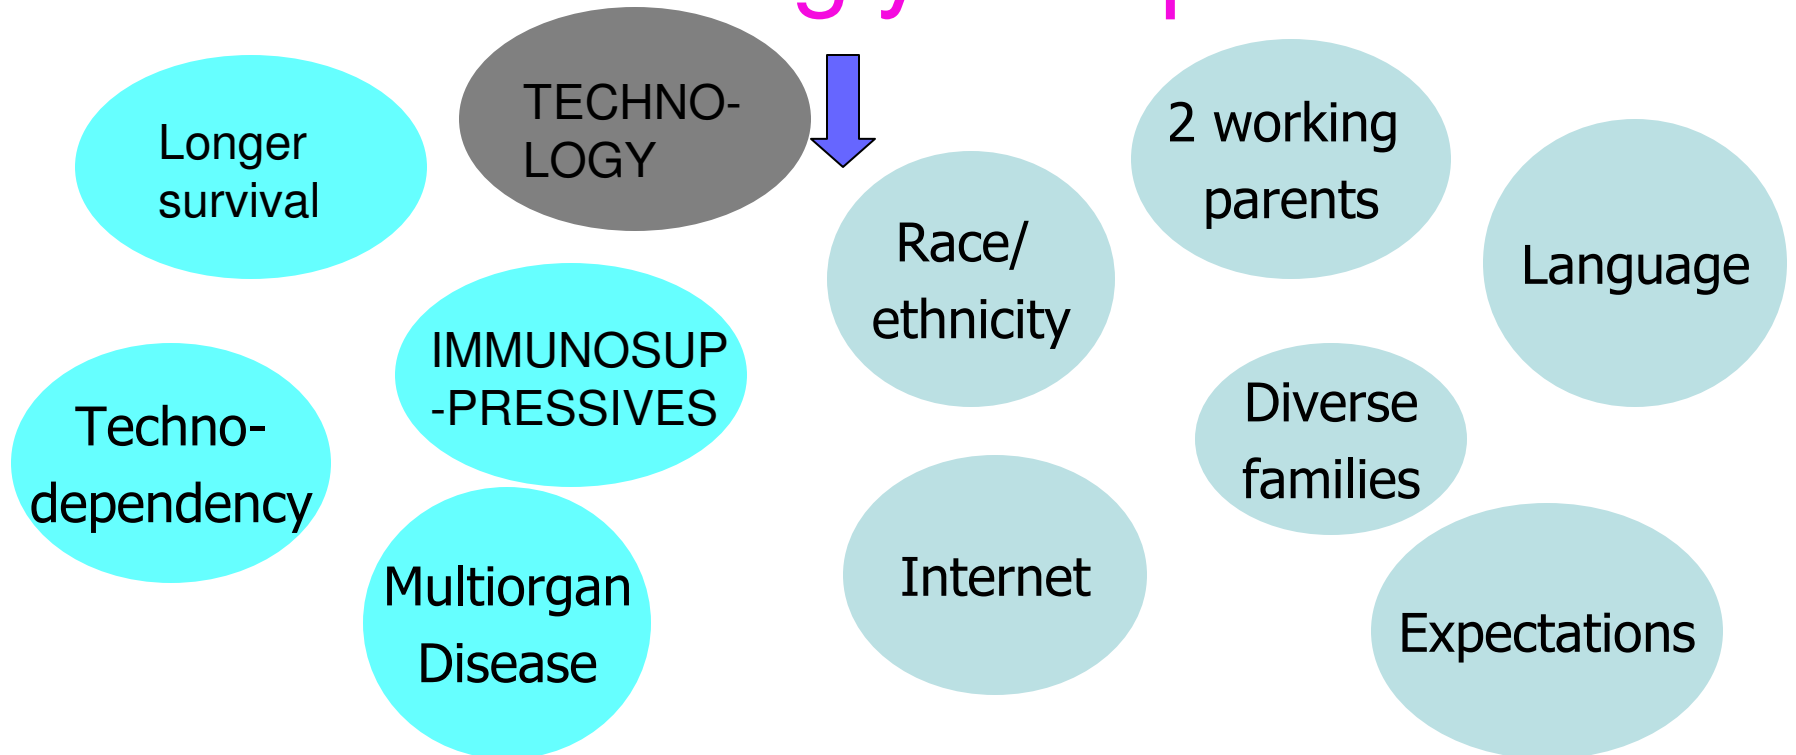 Longer
survival
TECHNO-
LOGY
2 working
parents
Race/
ethnicity
Language
IMMUNOSUP
-PRESSIVES
Techno-
dependency
Diverse
families
Multiorgan
Disease
Internet
Expectations